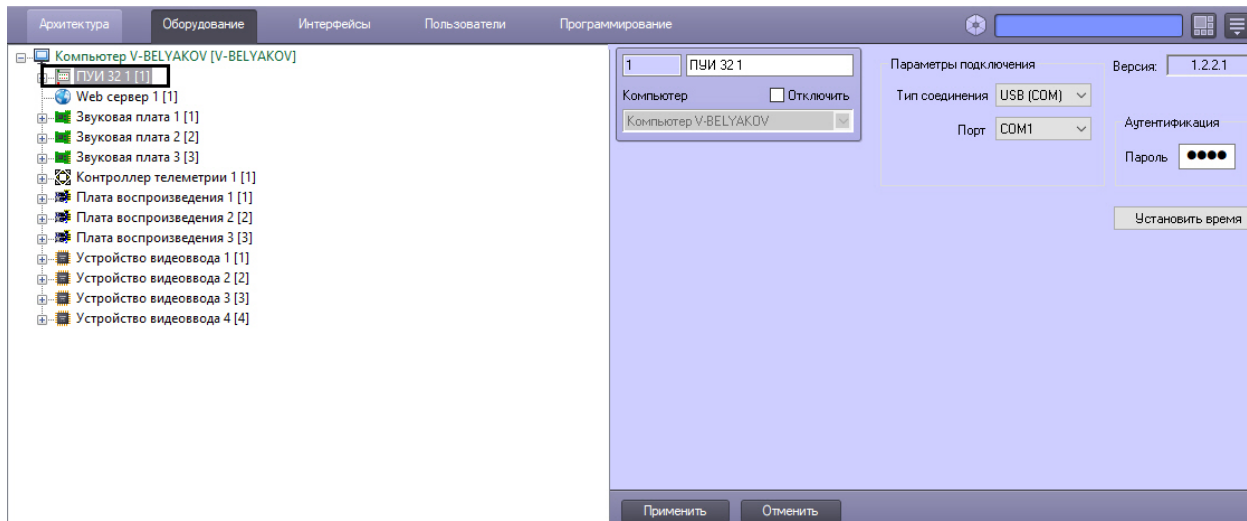 Архитектура Оборудование Интерфейсы Пользователи Программирование
Компьютер V-BELYAKOV [V-BELYAKOV]
ПУИ 32 1 [1]
Web сервер 1 [1]
Звуковая плата 1 [1]
Звуковая плата 2 [2]
Звуковая плата 3 [3]
Контроллер телеметрии 1 [1]
Плата воспроизведения 1 [1]
Плата воспроизведения 2 [2]
Плата воспроизведения 3 [3]
Устройство видеоввода 1 [1]
Устройство видеоввода 2 [2]
Устройство видеоввода 3 [3]
Устройство видеоввода 4 [4]
1 ПУИ 32 1
Компьютер Отключить
Компьютер V-BELYAKOV
Параметры подключения
Тип соединения USB (COM)
Порт COM1
Версия: 1.2.2.1
Аутентификация
Пароль ●●●●
Установить время
Применить Отменить